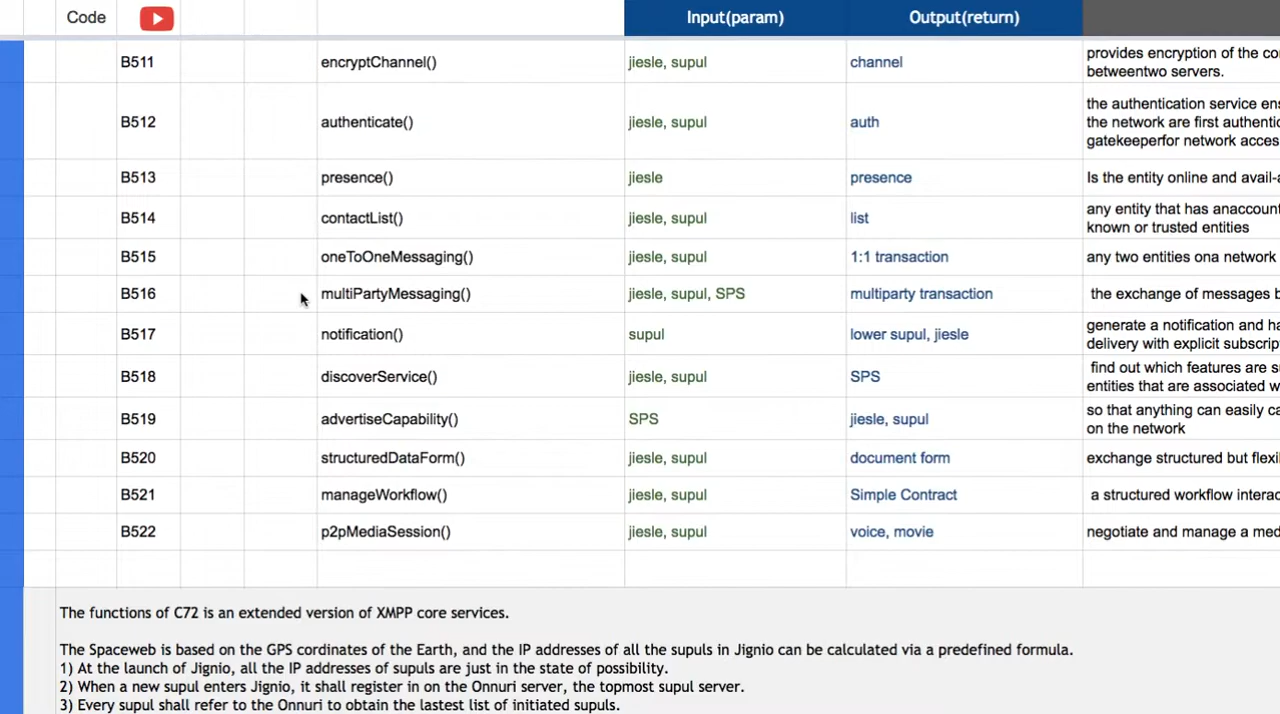 Code Input(param) Output(return)
B511 encryptChannel() jiesle, supul channel provides encryption of the
betweentwo servers.
B512 authenticate() jiesle, supul auth the authentication service
the network are first
gatekeeperfor network
B513 presence() jiesle presence Is the entity online and
B514 contactList() jiesle, supul list any entity that has
known or trusted entities
B515 oneToOneMessaging() jiesle, supul 1:1 transaction any two entities ona network
B516 multiPartyMessaging() jiesle, supul, SPS multiparty transaction the exchange of messages
B517 notification() supul lower supul, jiesle generate a notification and
delivery with explicit
B518 discoverService() jiesle, supul SPS find out which features are
entities that are associated
B519 advertiseCapability() SPS jiesle, supul so that anything can easily
on the network
B520 structuredDataForm() jiesle, supul document form exchange structured but
B521 manageWorkflow() jiesle, supul Simple Contract a structured workflow
B522 p2pMediaSession() jiesle, supul voice, movie negotiate and manage a
The functions of C72 is an extended version of XMPP core services.
The Spaceweb is based on the GPS cordinates of the Earth, and the IP addresses of all the supuls in Jignio can be calculated via a predefined formula.
1) At the launch of Jignio, all the IP addresses of supuls are just in the state of possibility.
2) When a new supul enters Jignio, it shall register in on the Onnuri server, the topmost supul server.
3) Every supul shall refer to the Onnuri to obtain the lastest list of initiated supuls.